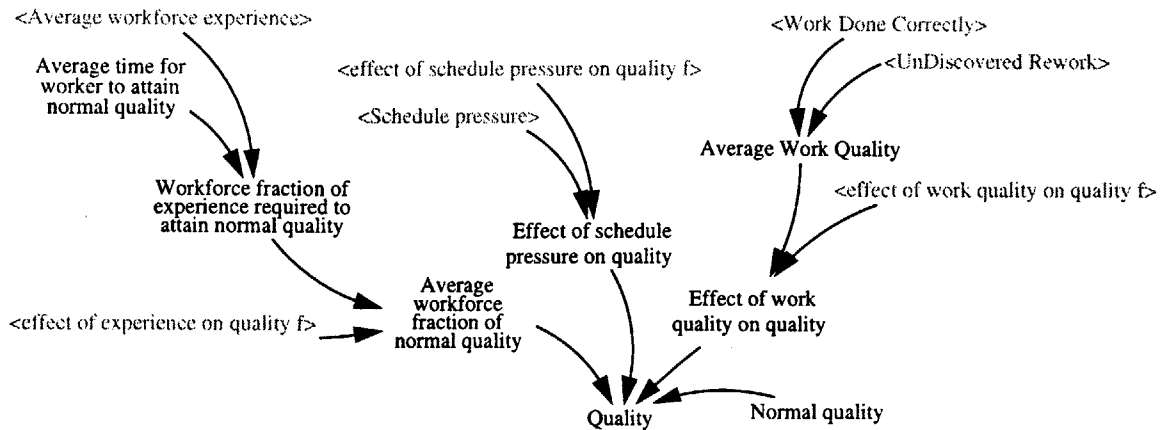 <Average workforce experience>
Average time for
worker to attain
normal quality
<effect of schedule pressure on quality f>
<Schedule pressure>
<Work Done Correctly>
<UnDiscovered Rework>
Average Work Quality
Workforce fraction of
experience required to
attain normal quality
<effect of work quality on quality f>
Effect of schedule
pressure on quality
Average
workforce
fraction of
normal quality
<effect of experience on quality f>
Effect of work
quality on quality
Quality
Normal quality